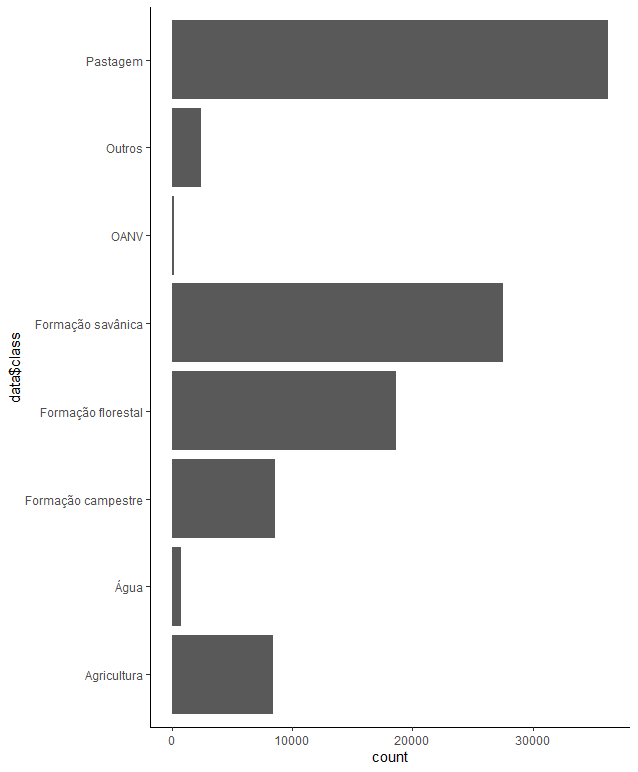 Pastagem
Outros
OANV
Formação savânica
Formação florestal
Formação campestre
Água
Agricultura
data$class
0 10000 20000 30000
count